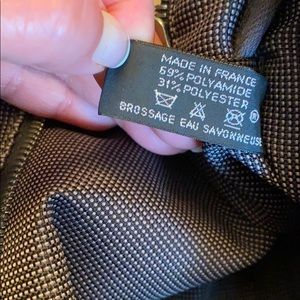 MADE IN FRANCE
69% POLYAMIDE
31% POLYESTER
®
BROSSAGE EAU SAVONNEUSE